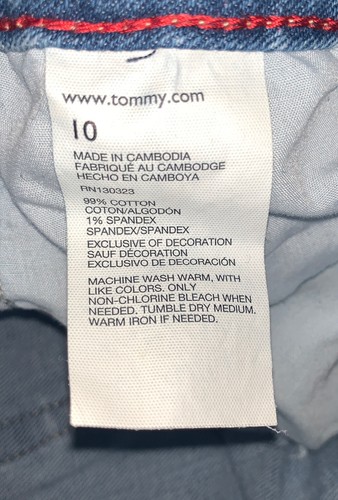 www.tommy.com
10
MADE IN CAMBODIA
FABRIQUÉ AU CAMBODGE
HECHO EN CAMBOYA
RN130323
99% COTTON
COTON/ALGODÓN
1% SPANDEX
SPANDEX/SPANDEX
EXCLUSIVE OF DECORATION
SAUF DÉCORATION
EXCLUSIVO DE DECORACIÓN
MACHINE WASH WARM, WITH
LIKE COLORS. ONLY
NON-CHLORINE BLEACH WHEN
NEEDED. TUMBLE DRY MEDIUM.
WARM IRON IF NEEDED.